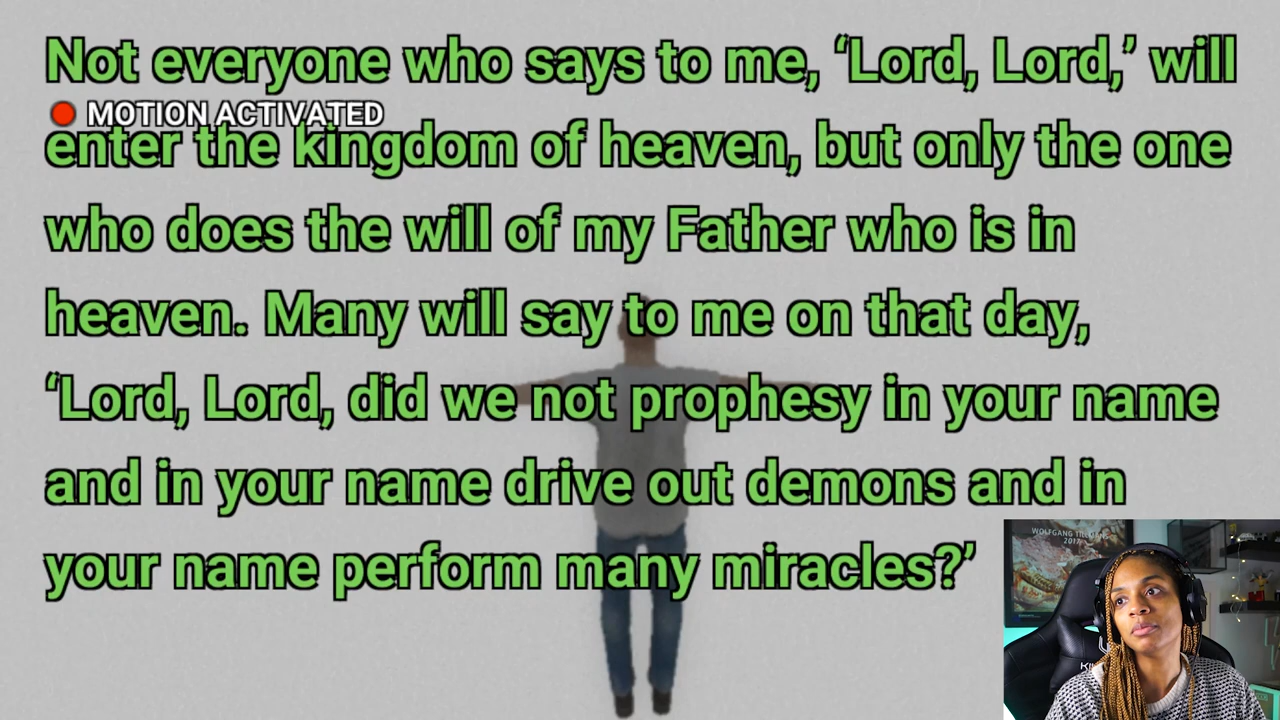 Not everyone who says to me, ‘Lord, Lord,’ will
MOTION ACTIVATED
enter the kingdom of heaven, but only the one
who does the will of my Father who is in
heaven. Many will say to me on that day,
‘Lord, Lord, did we not prophesy in your name
and in your name drive out demons and in
your name perform many miracles?’
WOLFGANG TILLMANS
2017